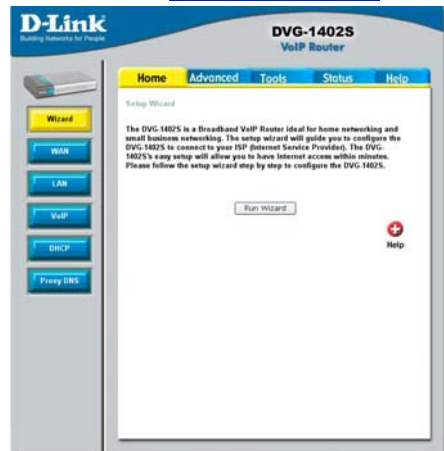 D-Link
Building Networks for People
DVG-1402S
VoIP Router
Home Advanced Tools Status Help
Wizard
WAN
LAN
VoIP
DHCP
Proxy DNS
Setup Wizard
The DVG-1402S is a Broadband VoIP Router ideal for home networking and
small business networking. The setup wizard will guide you to configure the
DVG-1402S to connect to your ISP (Internet Service Provider). The DVG-
1402S's easy setup will allow you to have Internet access within minutes.
Please follow the setup wizard step by step to configure the DVG-1402S.
Run Wizard
Help